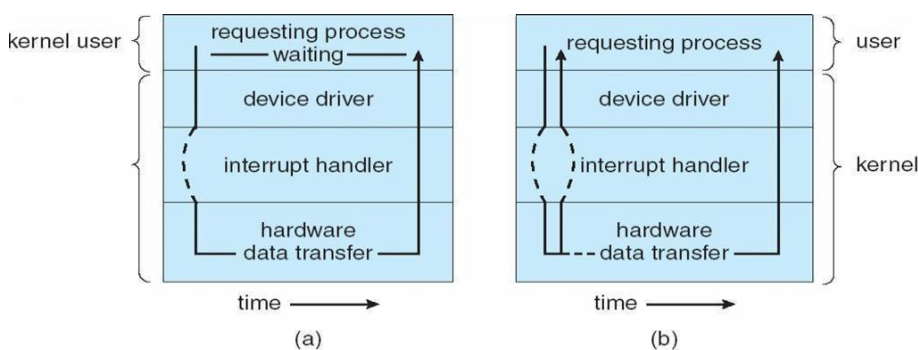 kernel user
requesting process
waiting
device driver
interrupt handler
hardware
data transfer
time
(a)
requesting process
device driver
interrupt handler
hardware
data transfer
user
kernel
time
(b)